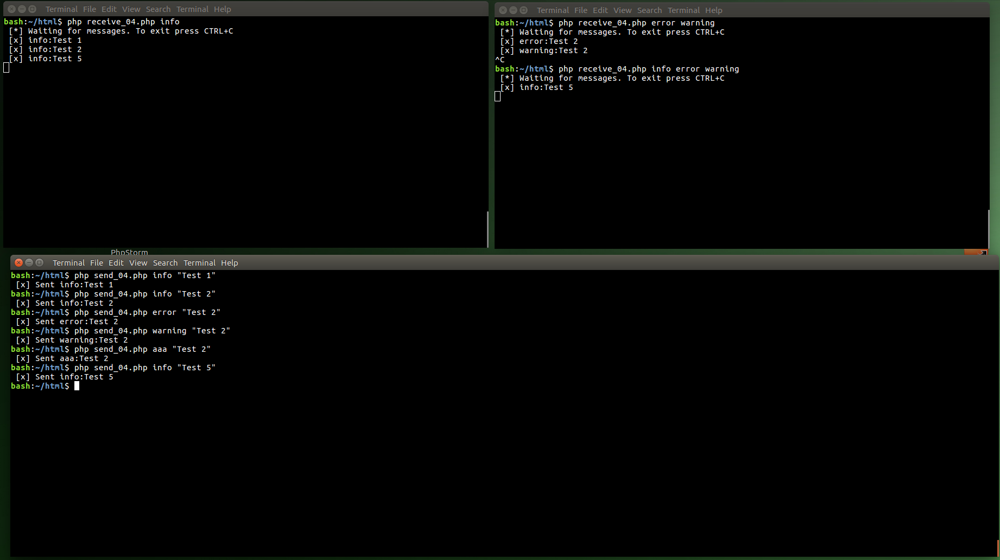 Terminal File Edit View Search Terminal Help
bash:~/html$ php receive_04.php info
[*] Waiting for messages. To exit press CTRL+C
[x] info:Test 1
[x] info:Test 2
[x] info:Test 5
Terminal File Edit View Search Terminal Help
bash:~/html$ php receive_04.php error warning
[*] Waiting for messages. To exit press CTRL+C
[x] error:Test 2
[x] warning:Test 2
^C
bash:~/html$ php receive_04.php info error warning
[*] Waiting for messages. To exit press CTRL+C
[x] info:Test 5
PhpStorm
Terminal File Edit View Search Terminal Help
bash:~/html$ php send_04.php info "Test 1"
[x] Sent info:Test 1
bash:~/html$ php send_04.php info "Test 2"
[x] Sent info:Test 2
bash:~/html$ php send_04.php error "Test 2"
[x] Sent error:Test 2
bash:~/html$ php send_04.php warning "Test 2"
[x] Sent warning:Test 2
bash:~/html$ php send_04.php aaa "Test 2"
[x] Sent aaa:Test 2
bash:~/html$ php send_04.php info "Test 5"
[x] Sent info:Test 5
bash:~/html$